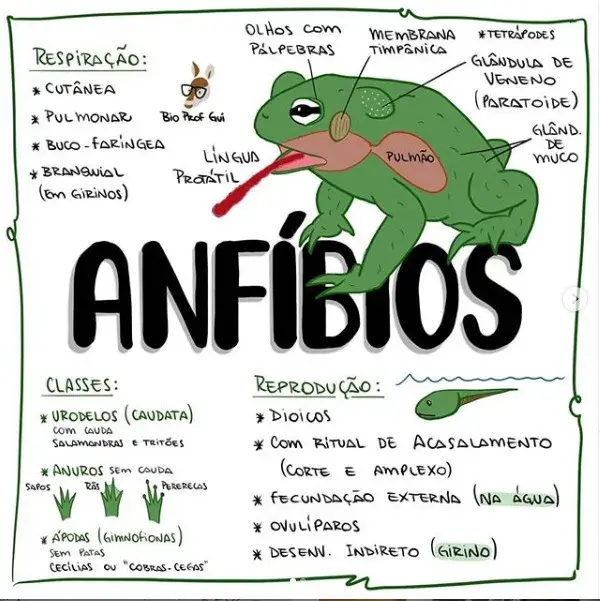 RESPIRAÇÃO:
* CUTÂNEA
* PULMONAR
* BUCO-FARÍNGEA
* BRANQUIAL
(EM GIRINOS)
Bio Prof Gui
OLHOS COM
PÁLPEBRAS
MEMBRANA
TIMPÂNICA
*TETRÁPODES
GLÂNDULA DE
VENENO
(PARATOIDE)
GLÂND.
DE
MUCO
LÍNGUA
PROTÁTIL
PULMÃO
ANFÍBIOS
CLASSES:
* URODELOS (CAUDATA)
COM CAUDA
SALAMANDRAS E TRITÕES
* ANUROS SEM CAUDA
SAPOS RÃS PERERECAS
* ÁPODAS (GIMNOFIONAS)
SEM PATAS
CECÍLIAS OU "COBRAS-CEGAS"
REPRODUÇÃO:
* DIOICOS
* COM RITUAL DE ACASALAMENTO
(CORTE E AMPLEXO)
* FECUNDAÇÃO EXTERNA (NA ÁGUA)
* OVULÍPAROS
* DESENV. INDIRETO (GIRINO)